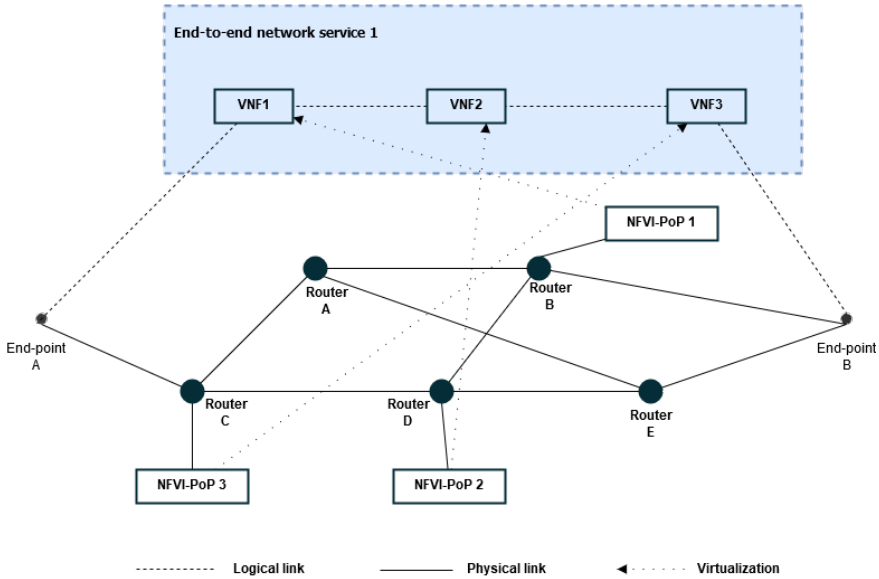 End-to-end network service 1
VNF1
VNF2
VNF3
NFVI-PoP 1
Router
A
Router
B
End-point
A
End-point
B
Router
C
Router
D
Router
E
NFVI-PoP 3
NFVI-PoP 2
Logical link
Physical link
Virtualization